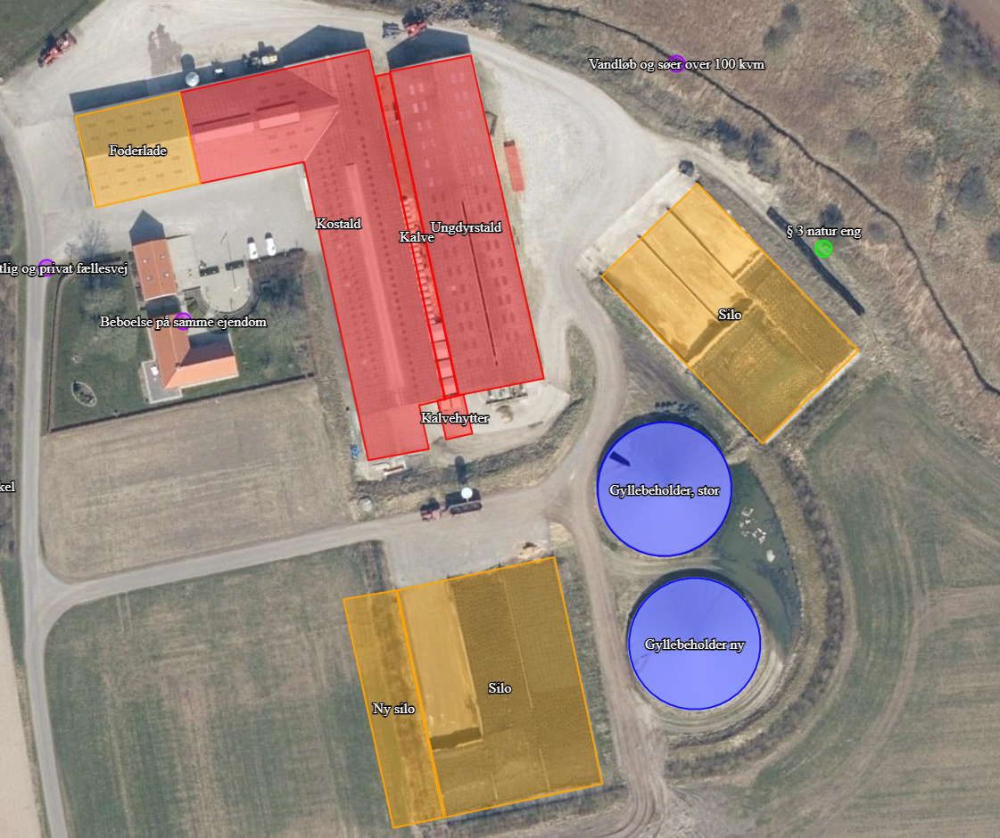 Vandløb og søer over 100 kvm
Foderlade
Kostald
Ungdyrstald
Kalve
§ 3 natur eng
tlig og privat fællesvej
Silo
Beboelse på samme ejendom
Kalvehytter
kel
Gyllebeholder, stor
Gyllebeholder ny
Silo
Ny silo